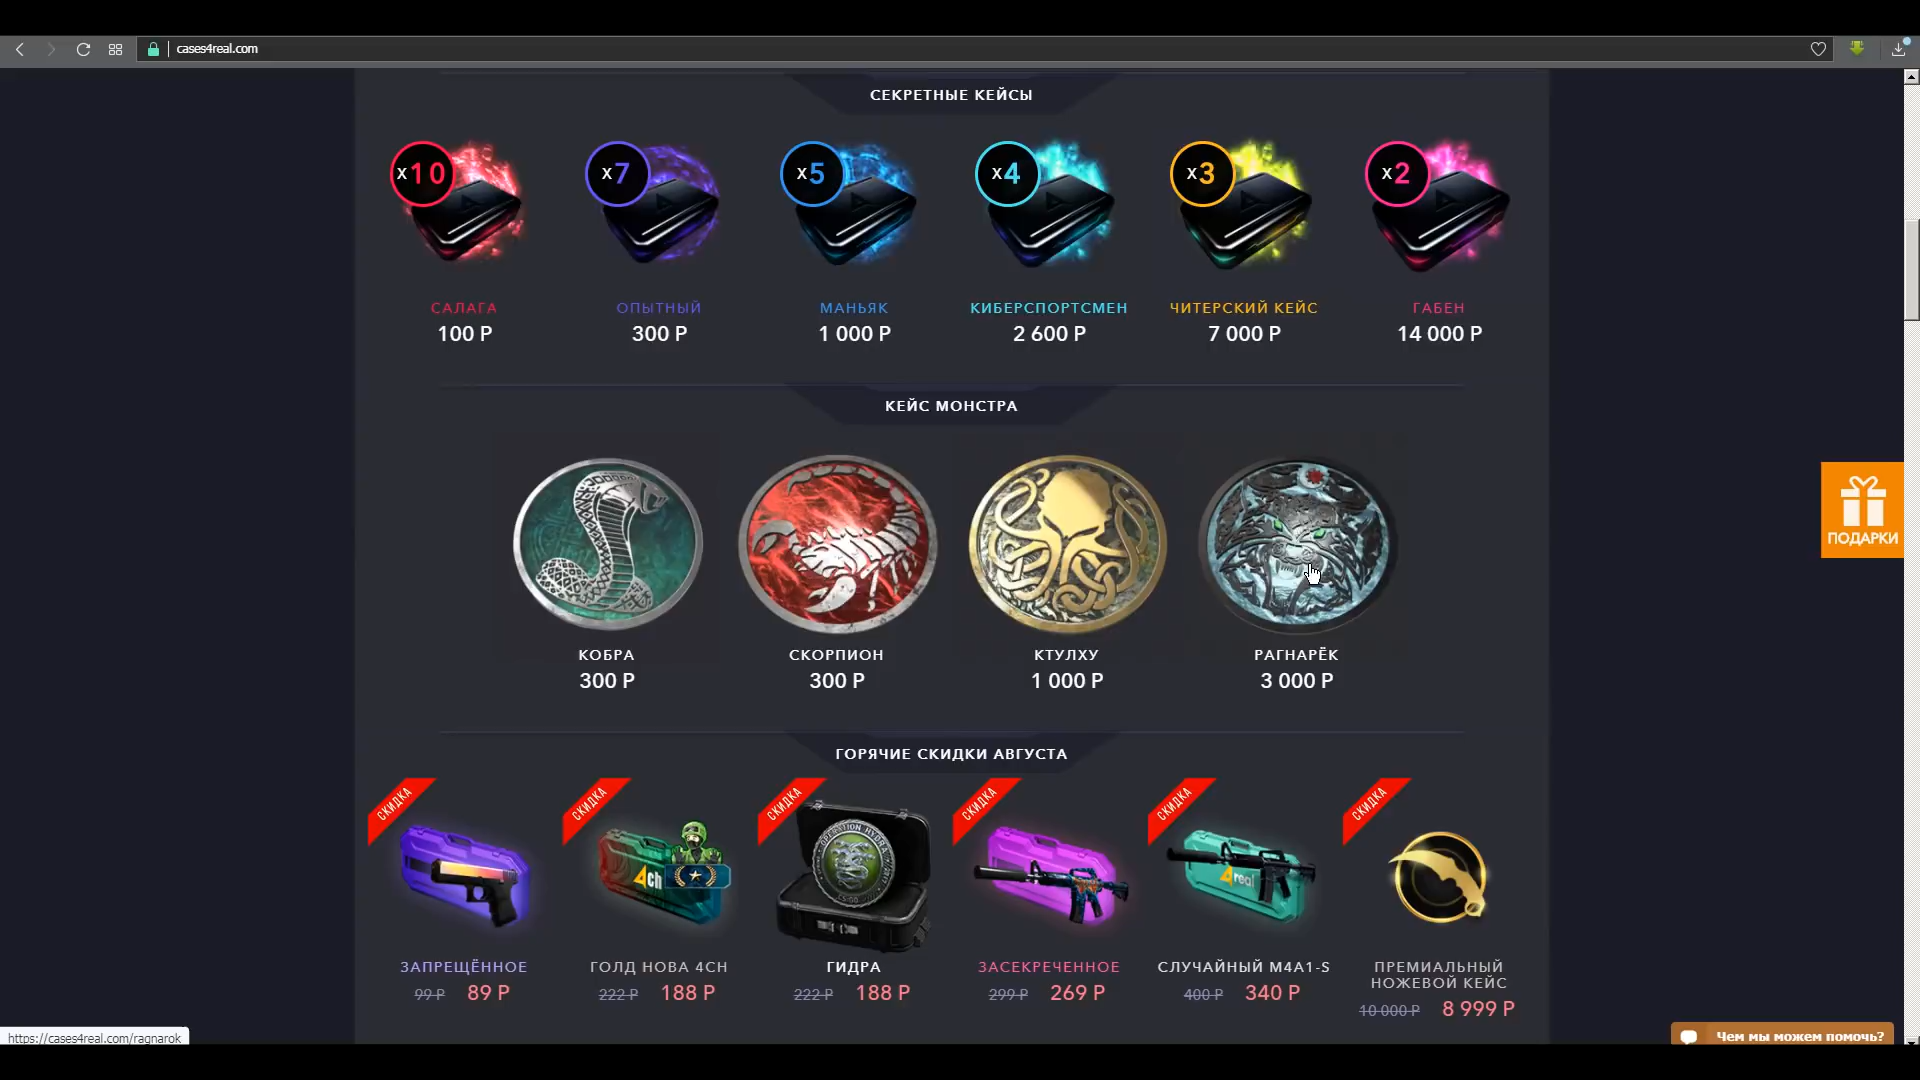 cases4real.com
СЕКРЕТНЫЕ КЕЙСЫ
x10
x7
x5
x4
x3
x2
САЛАГА
ОПЫТНЫЙ
МАНЬЯК
КИБЕРСПОРТСМЕН
ЧИТЕРСКИЙ КЕЙС
ГАБЕН
100 Р
300 Р
1 000 Р
2 600 Р
7 000 Р
14 000 Р
КЕЙС МОНСТРА
ПОДАРКИ
КОБРА
СКОРПИОН
КТУЛХУ
РАГНАРЁК
300 Р
300 Р
1 000 Р
3 000 Р
ГОРЯЧИЕ СКИДКИ АВГУСТА
СКИДКА
СКИДКА
СКИДКА
СКИДКА
СКИДКА
СКИДКА
4ch
OPERATION HYDRA
4real
ЗАПРЕЩЁННОЕ
ГОЛД НОВА 4CH
ГИДРА
ЗАСЕКРЕЧЕННОЕ
СЛУЧАЙНЫЙ M4A1-S
ПРЕМИАЛЬНЫЙ
НОЖЕВОЙ КЕЙС
99 Р 89 Р
222 Р 188 Р
222 Р 188 Р
299 Р 269 Р
400 Р 340 Р
10 000 Р 8 999 Р
https://cases4real.com/ragnarok
Чем мы можем помочь?